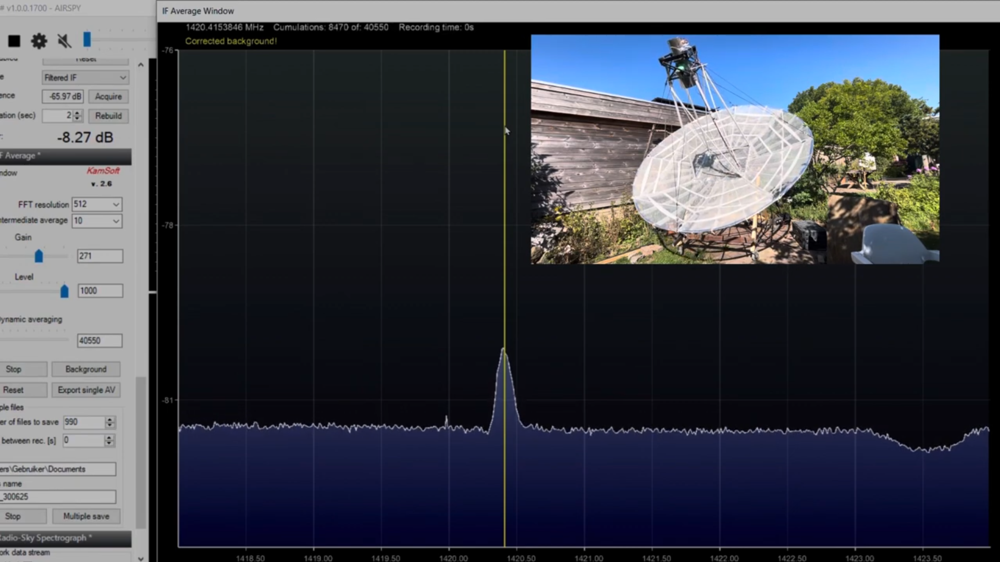 # v1.0.0.1700 - AIRSPY
IF Average Window
1420.4153846 MHz Cumulations: 8470 of: 40550 Recording time: 0s
Corrected background!
Reset
Filtered IF
-65.97 dB Acquire
ation (sec) 2 Rebuild
-8.27 dB
F Average *
ndow KamSoft
v. 2.6
FFT resolution 512
ntermediate average 10
Gain
271
Level
1000
Dynamic averaging
40550
Stop Background
Reset Export single AV
ple files
er of files to save 990
between rec. [s] 0
ers\Gebruiker\Documents
s name
_300625
Stop Multiple save
Radio-Sky Spectrograph *
ork data stream
-76
-78
-81
1418.50 1419.00 1419.50 1420.00 1420.50 1421.00 1421.50 1422.00 1422.50 1423.00 1423.50